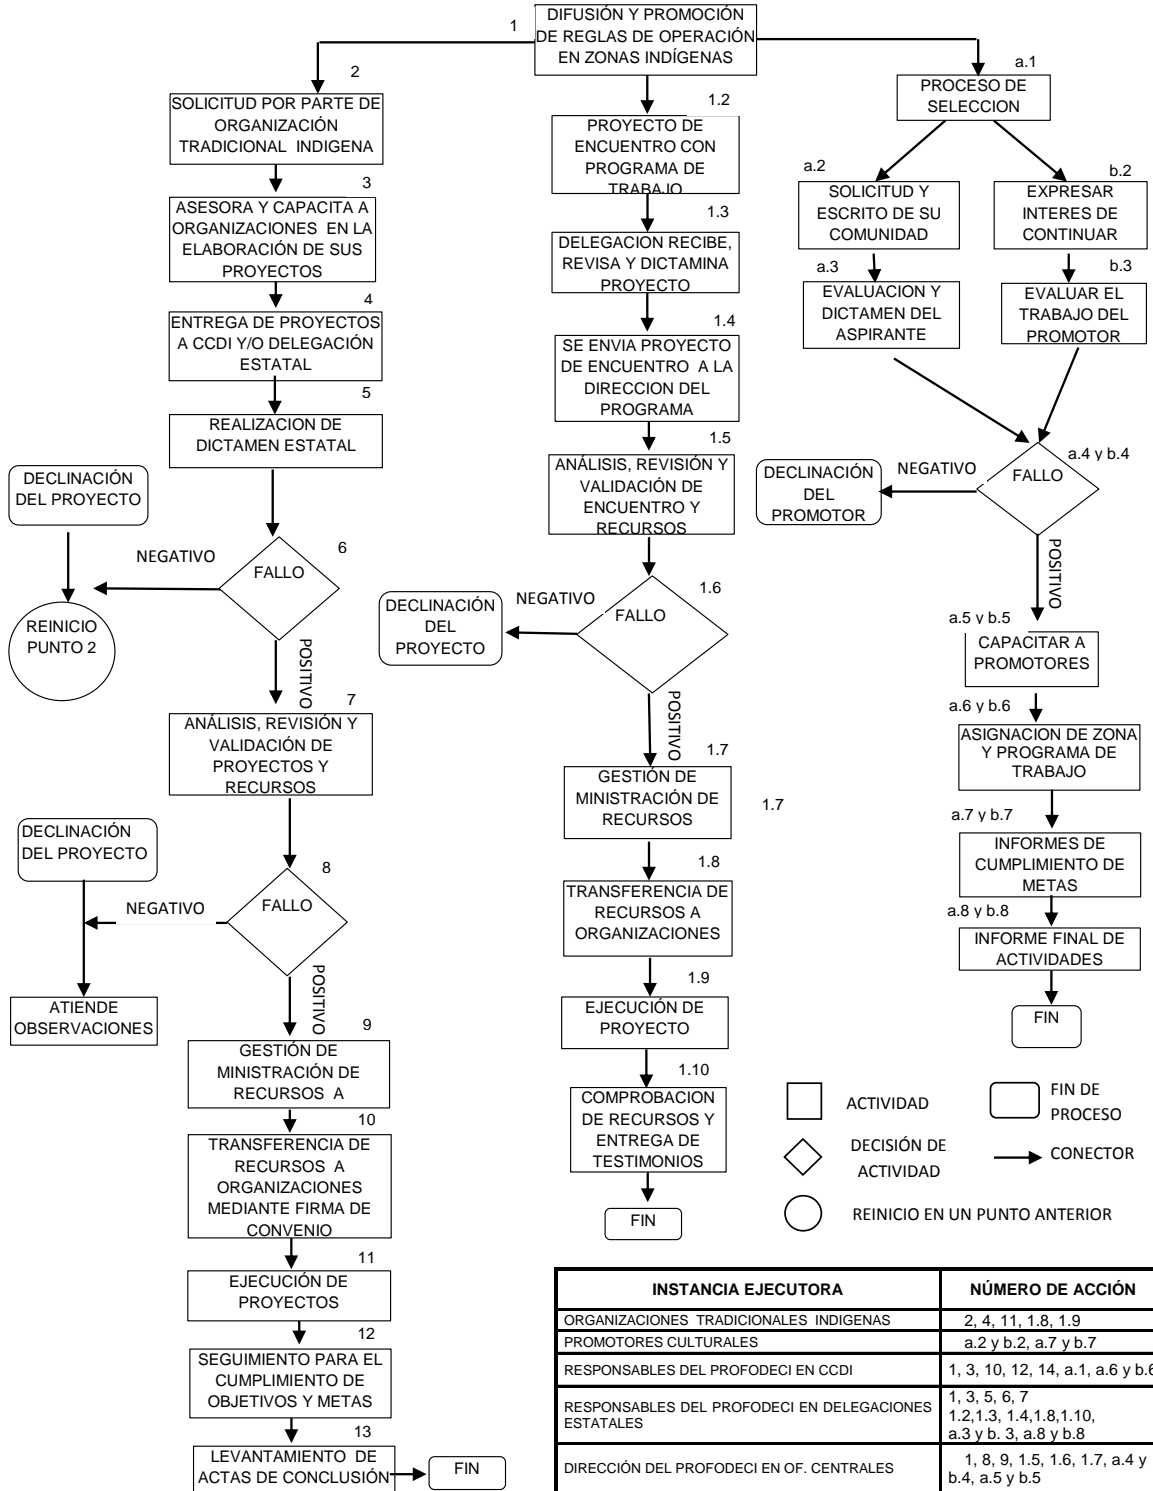 1
DIFUSIÓN Y PROMOCIÓN
DE REGLAS DE OPERACIÓN
EN ZONAS INDÍGENAS
2
SOLICITUD POR PARTE DE
ORGANIZACIÓN
TRADICIONAL INDIGENA
3
ASESORA Y CAPACITA A
ORGANIZACIONES EN LA
ELABORACIÓN DE SUS
PROYECTOS
4
ENTREGA DE PROYECTOS
A CCDI Y/O DELEGACIÓN
ESTATAL
5
REALIZACION DE
DICTAMEN ESTATAL
DECLINACIÓN
DEL PROYECTO
6
NEGATIVO
FALLO
REINICIO
PUNTO 2
POSITIVO
7
ANÁLISIS, REVISIÓN Y
VALIDACIÓN DE
PROYECTOS Y
RECURSOS
DECLINACIÓN
DEL PROYECTO
8
NEGATIVO
FALLO
ATIENDE
OBSERVACIONES
POSITIVO
9
GESTIÓN DE
MINISTRACIÓN DE
RECURSOS A
10
TRANSFERENCIA DE
RECURSOS A
ORGANIZACIONES
MEDIANTE FIRMA DE
CONVENIO
11
EJECUCIÓN DE
PROYECTOS
12
SEGUIMIENTO PARA EL
CUMPLIMIENTO DE
OBJETIVOS Y METAS
13
LEVANTAMIENTO DE
ACTAS DE CONCLUSIÓN
FIN
1.2
PROYECTO DE
ENCUENTRO CON
PROGRAMA DE
TRABAJO
1.3
DELEGACION RECIBE,
REVISA Y DICTAMINA
PROYECTO
1.4
SE ENVIA PROYECTO
DE ENCUENTRO A LA
DIRECCION DEL
PROGRAMA
1.5
ANÁLISIS, REVISIÓN Y
VALIDACIÓN DE
ENCUENTRO Y
RECURSOS
1.6
DECLINACIÓN
DEL
PROYECTO
NEGATIVO
FALLO
POSITIVO
1.7
GESTIÓN DE
MINISTRACIÓN DE
RECURSOS
1.7
1.8
TRANSFERENCIA DE
RECURSOS A
ORGANIZACIONES
1.9
EJECUCIÓN DE
PROYECTO
1.10
COMPROBACION
DE RECURSOS Y
ENTREGA DE
TESTIMONIOS
FIN
a.1
PROCESO DE
SELECCION
a.2
SOLICITUD Y
ESCRITO DE SU
COMUNIDAD
b.2
EXPRESAR
INTERES DE
CONTINUAR
a.3
EVALUACION Y
DICTAMEN DEL
ASPIRANTE
b.3
EVALUAR EL
TRABAJO DEL
PROMOTOR
a.4 y b.4
DECLINACIÓN
DEL
PROMOTOR
NEGATIVO
FALLO
POSITIVO
a.5 y b.5
CAPACITAR A
PROMOTORES
a.6 y b.6
ASIGNACION DE ZONA
Y PROGRAMA DE
TRABAJO
a.7 y b.7
INFORMES DE
CUMPLIMIENTO DE
METAS
a.8 y b.8
INFORME FINAL DE
ACTIVIDADES
FIN
ACTIVIDAD
FIN DE
PROCESO
DECISIÓN DE
ACTIVIDAD
CONECTOR
REINICIO EN UN PUNTO ANTERIOR
INSTANCIA EJECUTORA NÚMERO DE ACCIÓN
ORGANIZACIONES TRADICIONALES INDIGENAS 2, 4, 11, 1.8, 1.9
PROMOTORES CULTURALES a.2 y b.2, a.7 y b.7
RESPONSABLES DEL PROFODECI EN CCDI 1, 3, 10, 12, 14, a.1, a.6 y b.6
RESPONSABLES DEL PROFODECI EN DELEGACIONES
ESTATALES
1, 3, 5, 6, 7
1.2,1.3, 1.4,1.8,1.10,
a.3 y b. 3, a.8 y b.8
DIRECCIÓN DEL PROFODECI EN OF. CENTRALES 1, 8, 9, 1.5, 1.6, 1.7, a.4 y
b.4, a.5 y b.5